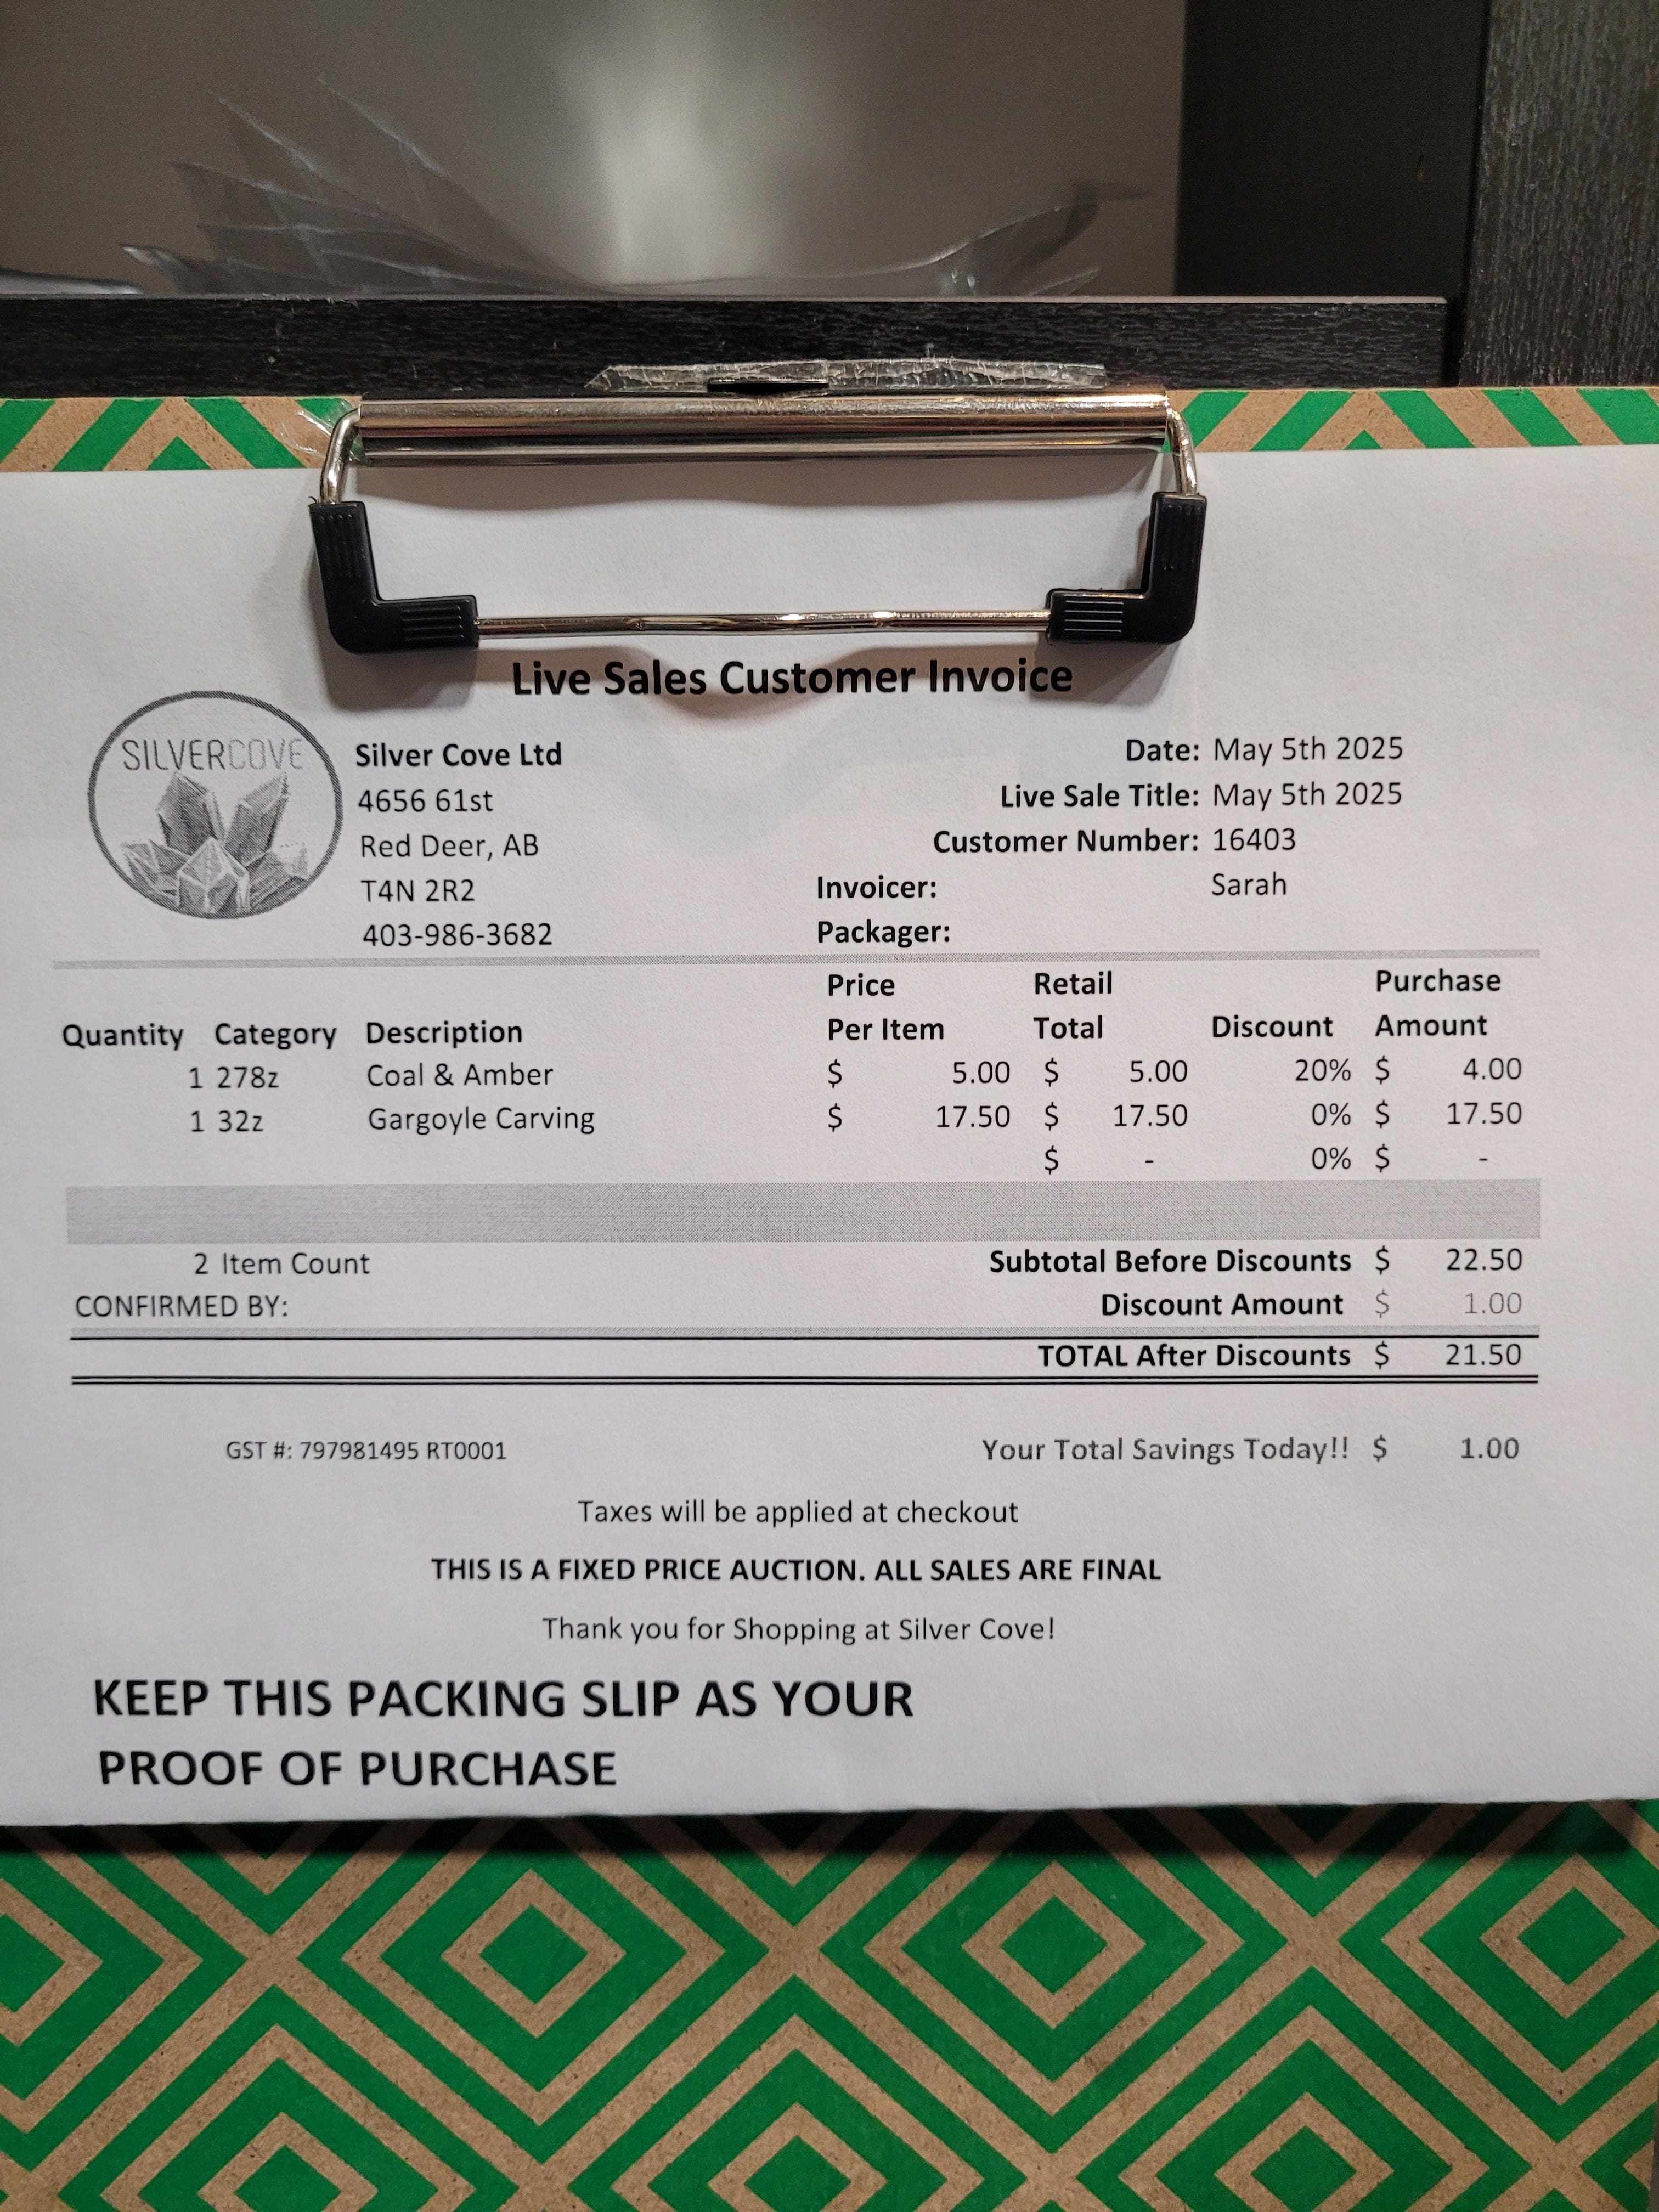 Live Sales Customer Invoice
SILVERCOVE
Silver Cove Ltd
4656 61st
Red Deer, AB
T4N 2R2
403-986-3682
Date: May 5th 2025
Live Sale Title: May 5th 2025
Customer Number: 16403
Invoicer: Sarah
Packager:
Quantity Category Description Price Per Item Retail Total Discount Purchase Amount
1 278z Coal & Amber $ 5.00 $ 5.00 20% $ 4.00
1 32z Gargoyle Carving $ 17.50 $ 17.50 0% $ 17.50
$ - 0% $ -
2 Item Count Subtotal Before Discounts $ 22.50
CONFIRMED BY: Discount Amount $ 1.00
TOTAL After Discounts $ 21.50
GST #: 797981495 RT0001 Your Total Savings Today!! $ 1.00
Taxes will be applied at checkout
THIS IS A FIXED PRICE AUCTION. ALL SALES ARE FINAL
Thank you for Shopping at Silver Cove!
KEEP THIS PACKING SLIP AS YOUR
PROOF OF PURCHASE